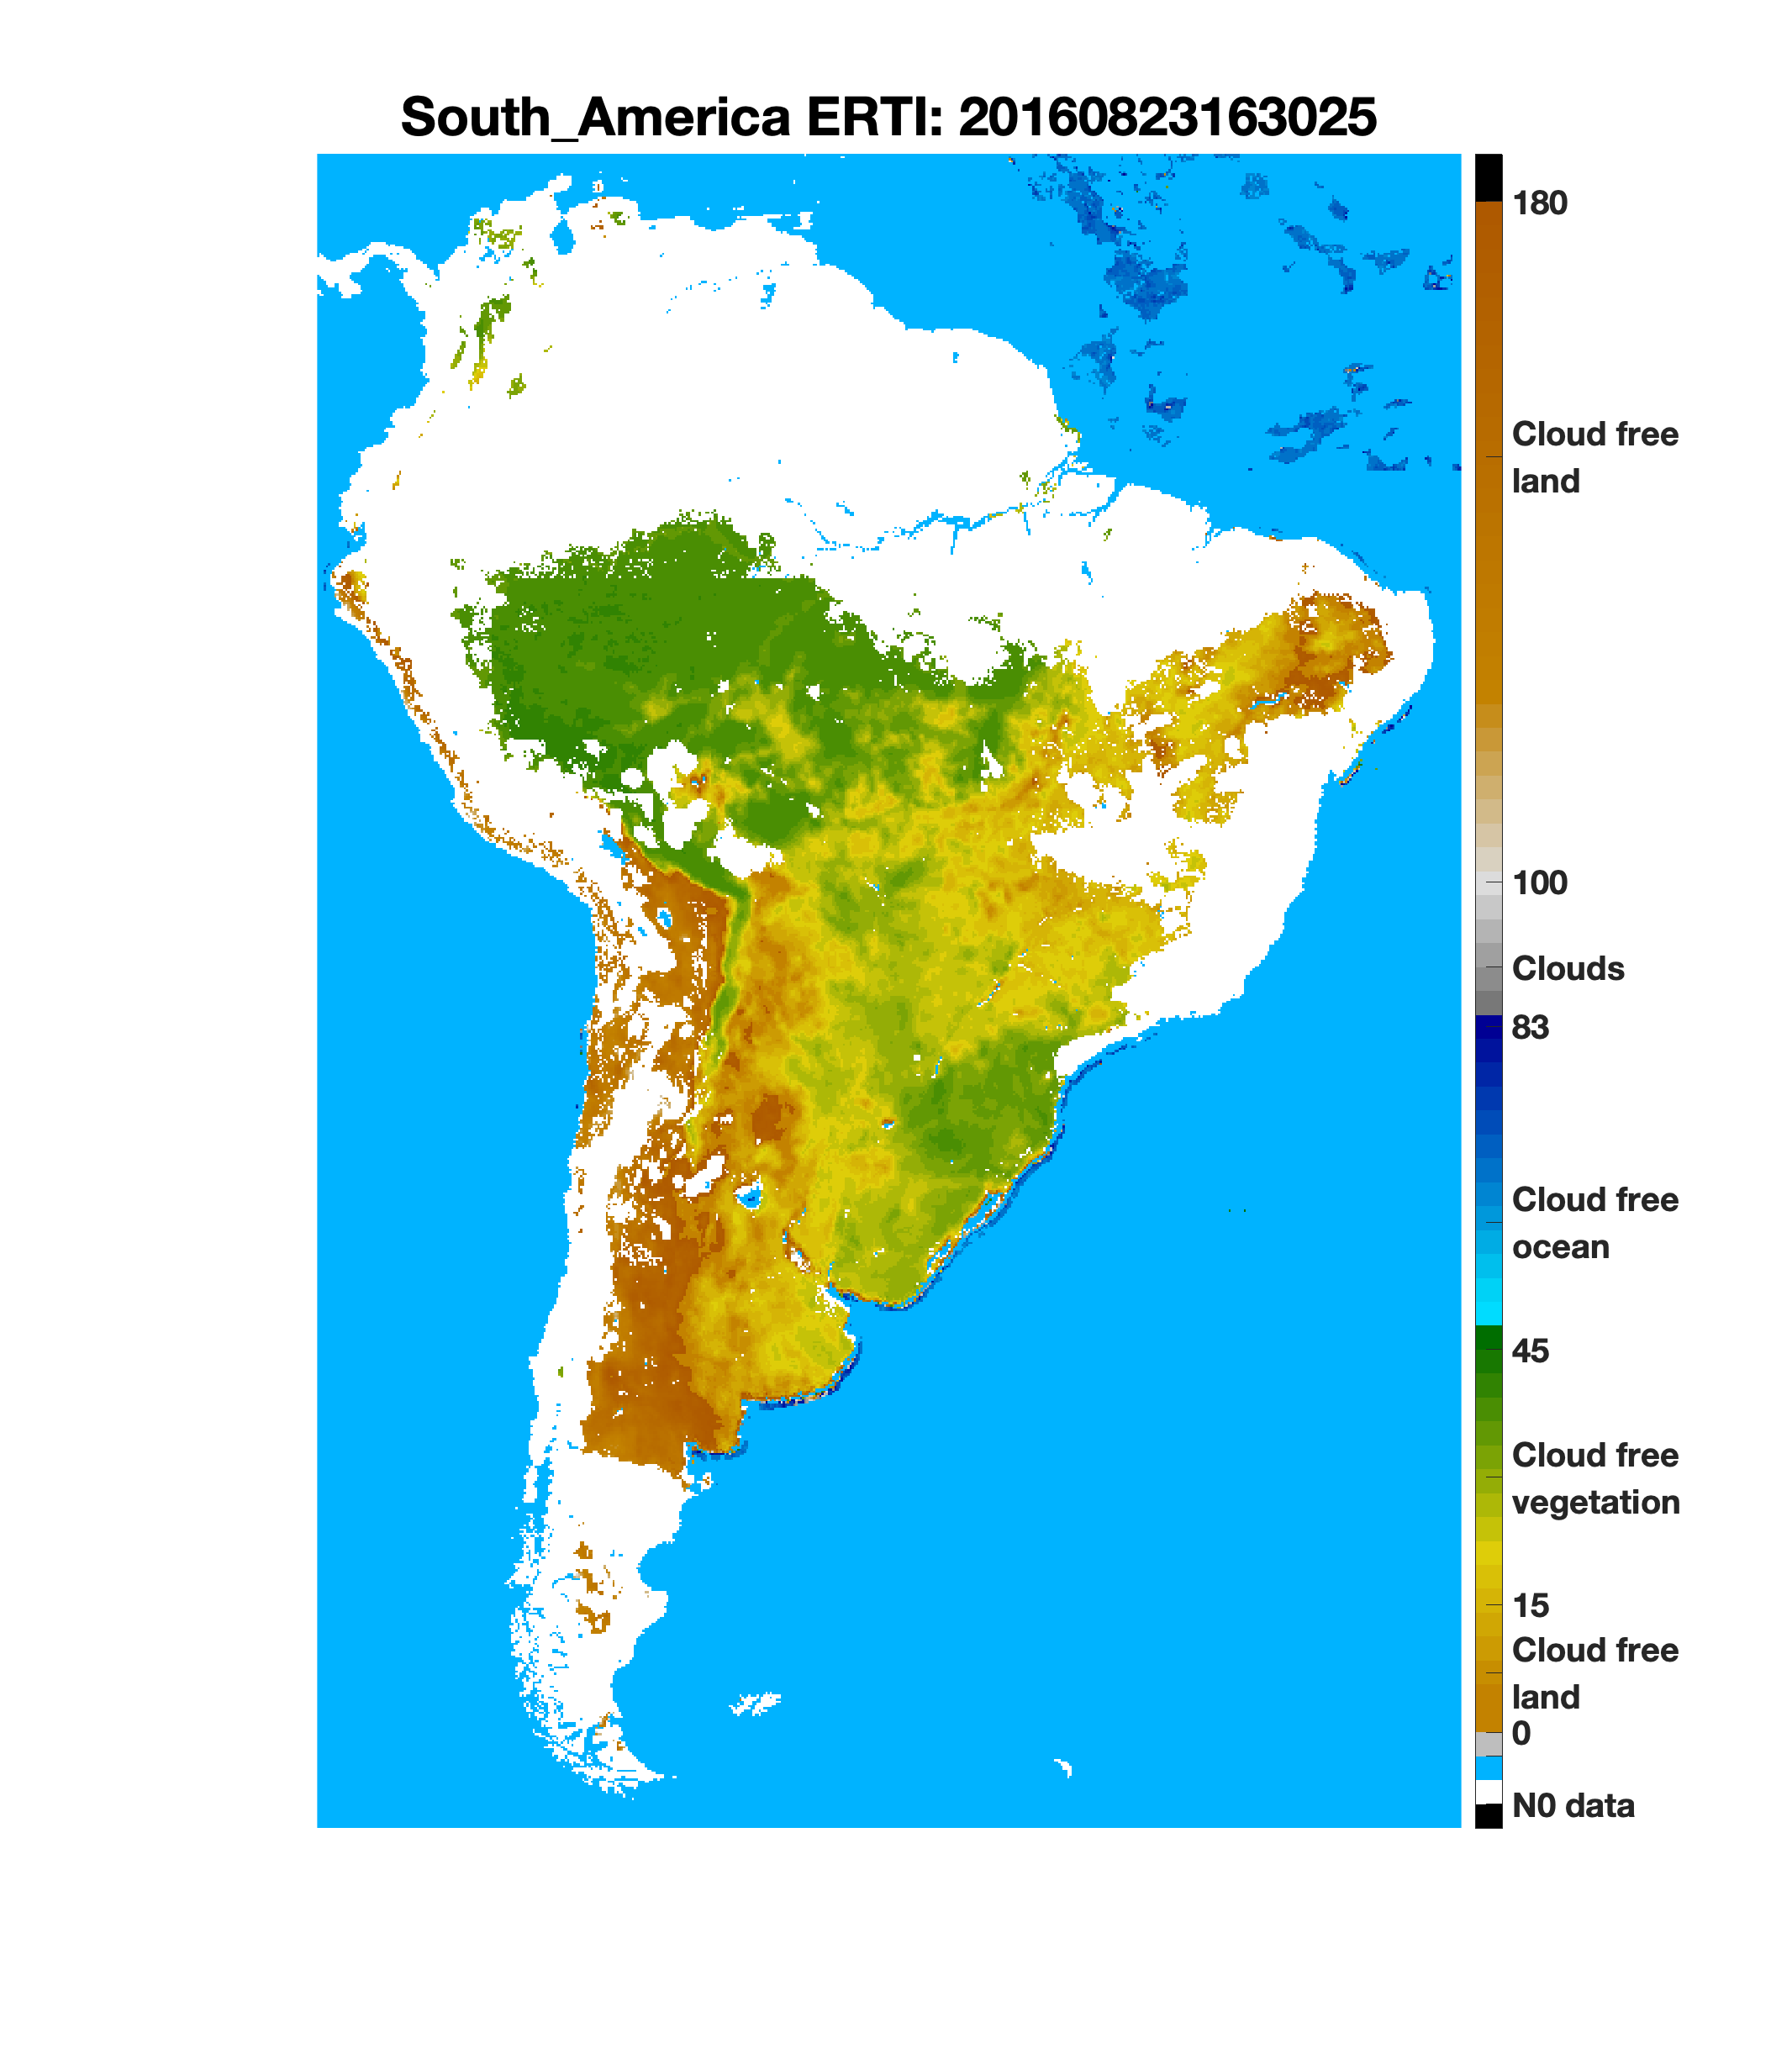 South_America ERTI: 20160823163025
180
Cloud free
land
100
Clouds
83
Cloud free
ocean
45
Cloud free
vegetation
15
Cloud free
land
0
N0 data